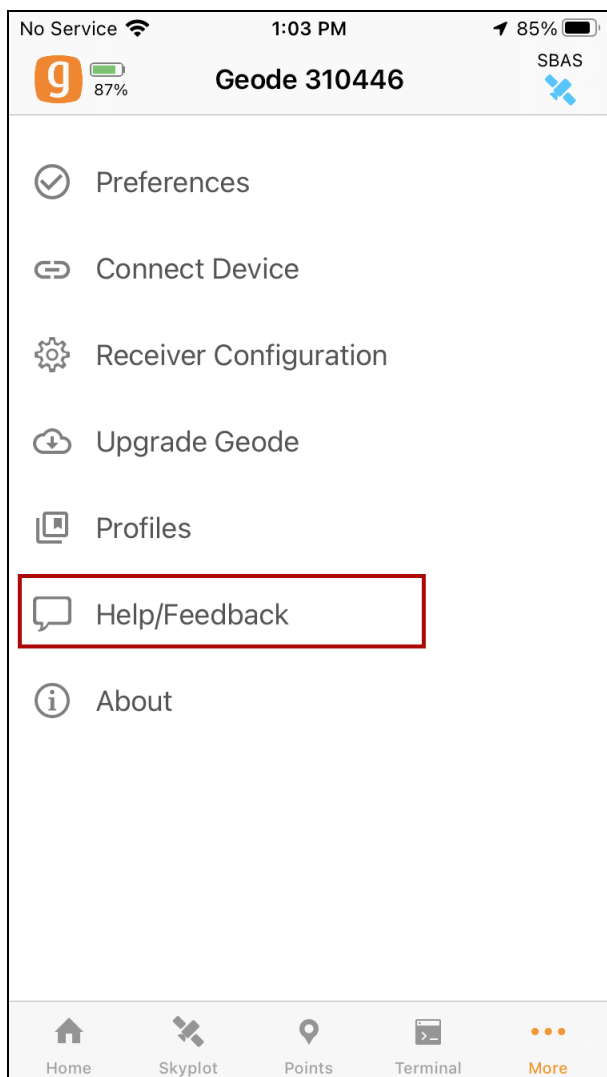 No Service 1:03 PM 85%
g 87% Geode 310446 SBAS
Preferences
Connect Device
Receiver Configuration
Upgrade Geode
Profiles
Help/Feedback
About
Home Skyplot Points Terminal More